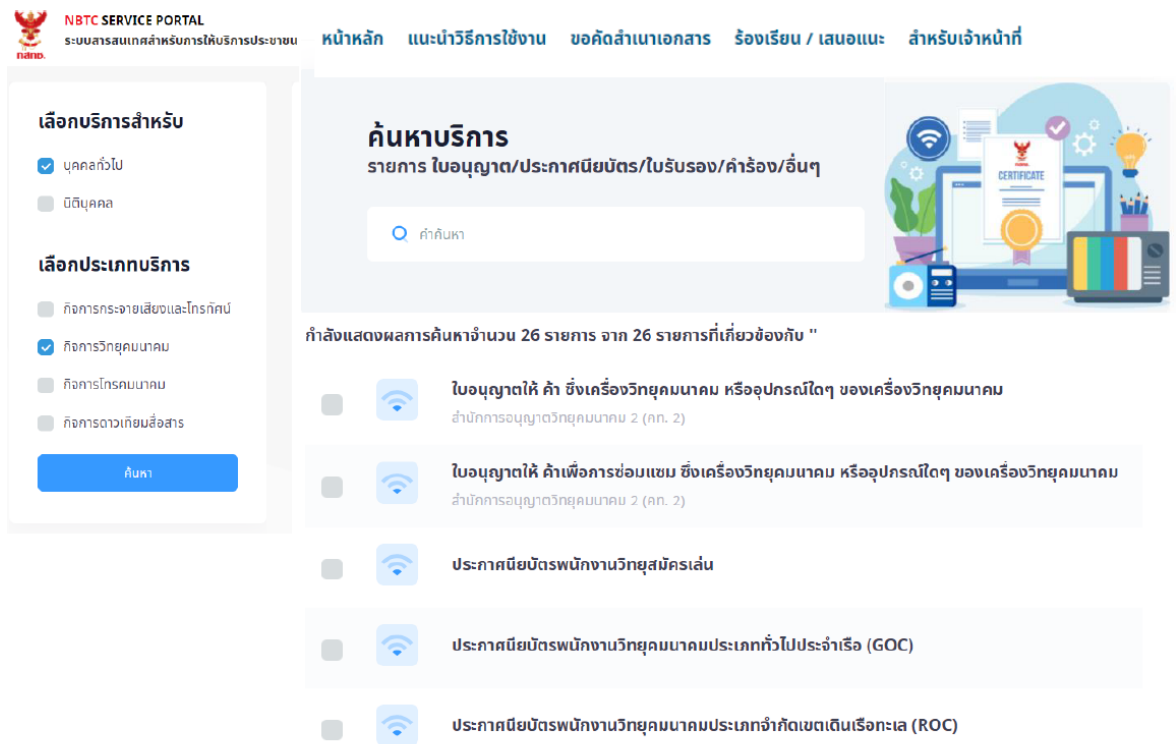 NBTC SERVICE PORTAL
ระบบสารสนเทศสำหรับการให้บริการประชาชน
กสทช.
หน้าหลัก แนะนำวิธีการใช้งาน ขอคัดสำเนาเอกสาร ร้องเรียน / เสนอแนะ สำหรับเจ้าหน้าที่
เลือกบริการสำหรับ
บุคคลทั่วไป
นิติบุคคล
เลือกประเภทบริการ
กิจการกระจายเสียงและโทรทัศน์
กิจการวิทยุคมนาคม
กิจการโทรคมนาคม
กิจการดาวเทียมสื่อสาร
ค้นหา
ค้นหาบริการ
รายการ ใบอนุญาต/ประกาศนียบัตร/ใบรับรอง/คำร้อง/อื่นๆ
คำค้นหา
CERTIFICATE
กำลังแสดงผลการค้นหาจำนวน 26 รายการ จาก 26 รายการที่เกี่ยวข้องกับ ''
ใบอนุญาตให้ ค้า ซึ่งเครื่องวิทยุคมนาคม หรืออุปกรณ์ใดๆ ของเครื่องวิทยุคมนาคม
สำนักการอนุญาตวิทยุคมนาคม 2 (คท. 2)
ใบอนุญาตให้ ค้าเพื่อการซ่อมแซม ซึ่งเครื่องวิทยุคมนาคม หรืออุปกรณ์ใดๆ ของเครื่องวิทยุคมนาคม
สำนักการอนุญาตวิทยุคมนาคม 2 (คท. 2)
ประกาศนียบัตรพนักงานวิทยุสมัครเล่น
ประกาศนียบัตรพนักงานวิทยุคมนาคมประเภททั่วไปประจำเรือ (GOC)
ประกาศนียบัตรพนักงานวิทยุคมนาคมประเภทจำกัดเขตเดินเรือทะเล (ROC)